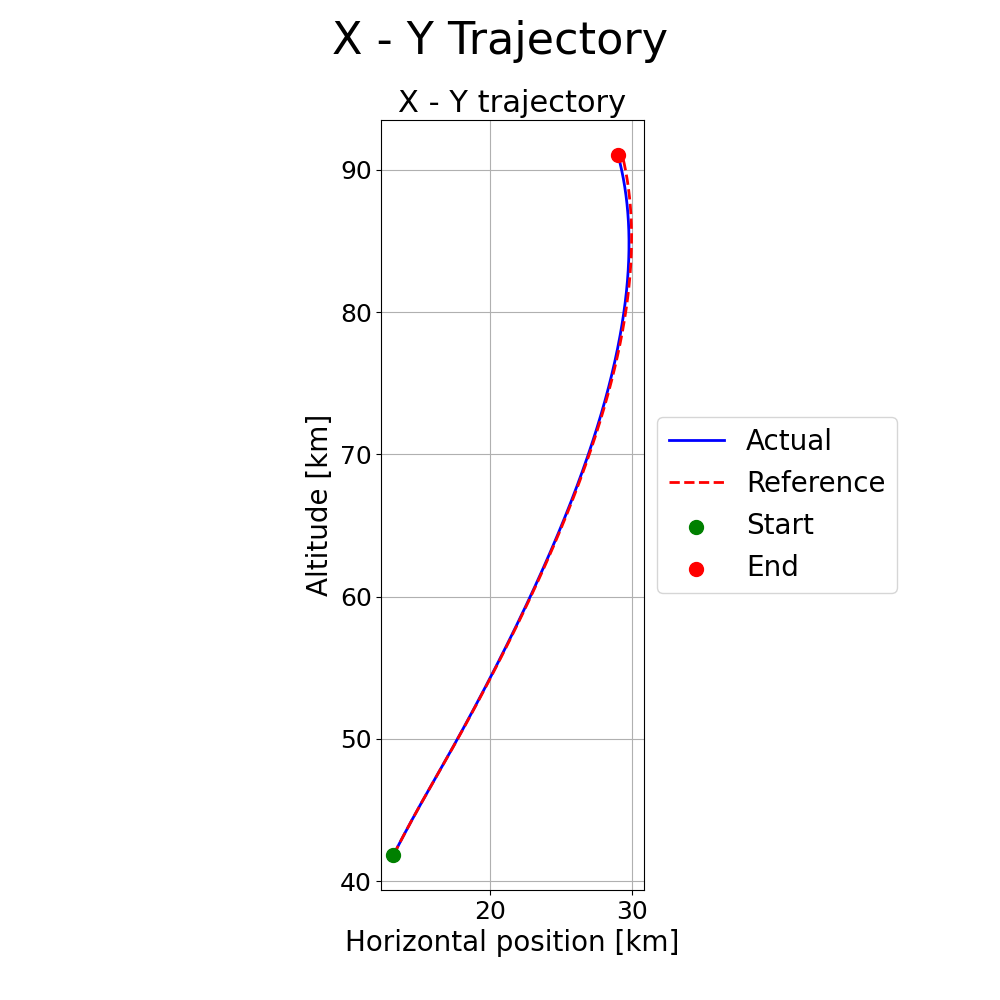 X - Y Trajectory
X - Y trajectory
90
80
70
60
50
40
Altitude [km]
20 30
Horizontal position [km]
Actual
Reference
Start
End